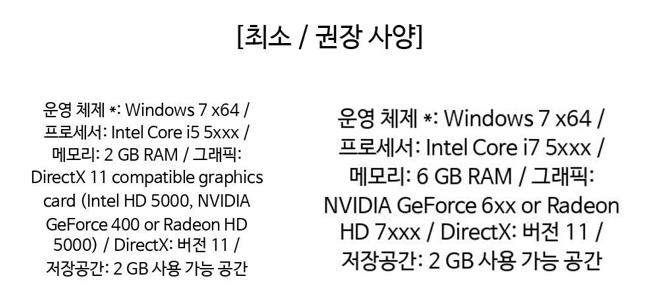 [최소 / 권장 사양]
운영 체제 *: Windows 7 x64 /
프로세서: Intel Core i5 5xxx /
메모리: 2 GB RAM / 그래픽:
DirectX 11 compatible graphics
card (Intel HD 5000, NVIDIA
GeForce 400 or Radeon HD
5000) / DirectX: 버전 11 /
저장공간: 2 GB 사용 가능 공간
운영 체제 *: Windows 7 x64 /
프로세서: Intel Core i7 5xxx /
메모리: 6 GB RAM / 그래픽:
NVIDIA GeForce 6xx or Radeon
HD 7xxx / DirectX: 버전 11 /
저장공간: 2 GB 사용 가능 공간